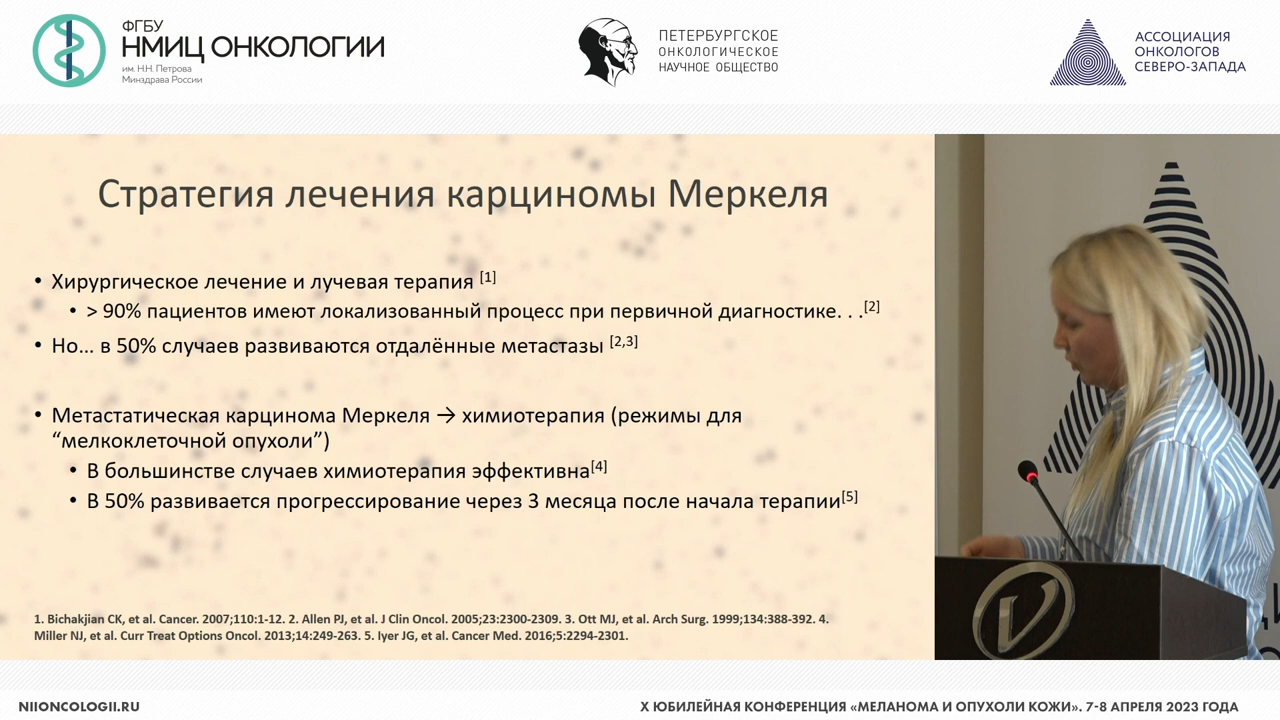 ФГБУ
НМИЦ ОНКОЛОГИИ
им. Н.Н. Петрова
Минздрава России
ПЕТЕРБУРГСКОЕ
ОНКОЛОГИЧЕСКОЕ
НАУЧНОЕ ОБЩЕСТВО
АССОЦИАЦИЯ
ОНКОЛОГОВ
СЕВЕРО-ЗАПАДА
Стратегия лечения карциномы Меркеля
• Хирургическое лечение и лучевая терапия [1]
• > 90% пациентов имеют локализованный процесс при первичной диагностике. . .[2]
• Но... в 50% случаев развиваются отдалённые метастазы [2,3]
• Метастатическая карцинома Меркеля → химиотерапия (режимы для
“мелкоклеточной опухоли”)
• В большинстве случаев химиотерапия эффективна[4]
• В 50% развивается прогрессирование через 3 месяца после начала терапии[5]
1. Bichakjian CK, et al. Cancer. 2007;110:1-12. 2. Allen PJ, et al. J Clin Oncol. 2005;23:2300-2309. 3. Ott MJ, et al. Arch Surg. 1999;134:388-392. 4.
Miller NJ, et al. Curr Treat Options Oncol. 2013;14:249-263. 5. Iyer JG, et al. Cancer Med. 2016;5:2294-2301.
NIIONCOLOGII.RU
X ЮБИЛЕЙНАЯ КОНФЕРЕНЦИЯ «МЕЛАНОМА И ОПУХОЛИ КОЖИ». 7-8 АПРЕЛЯ 2023 ГОДА